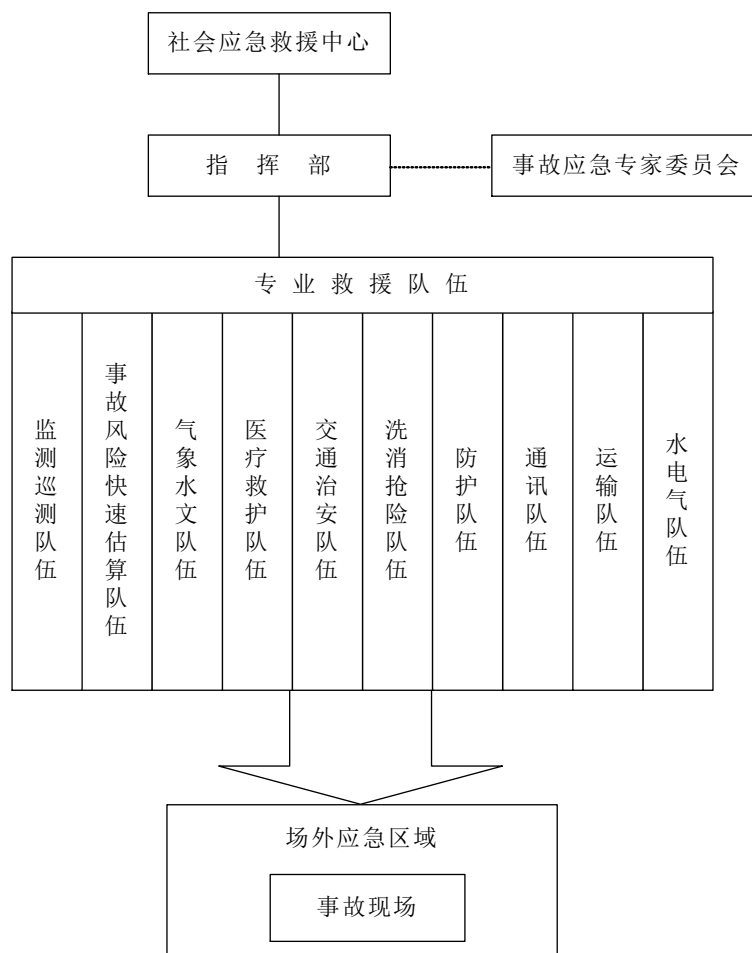 社会应急救援中心
指挥部
事故应急专家委员会
专业救援队伍
监测巡测队伍
事故风险快速估算队伍
气象水文队伍
医疗救护队伍
交通治安队伍
洗消抢险队伍
防护队伍
通讯队伍
运输队伍
水电气队伍
场外应急区域
事故现场